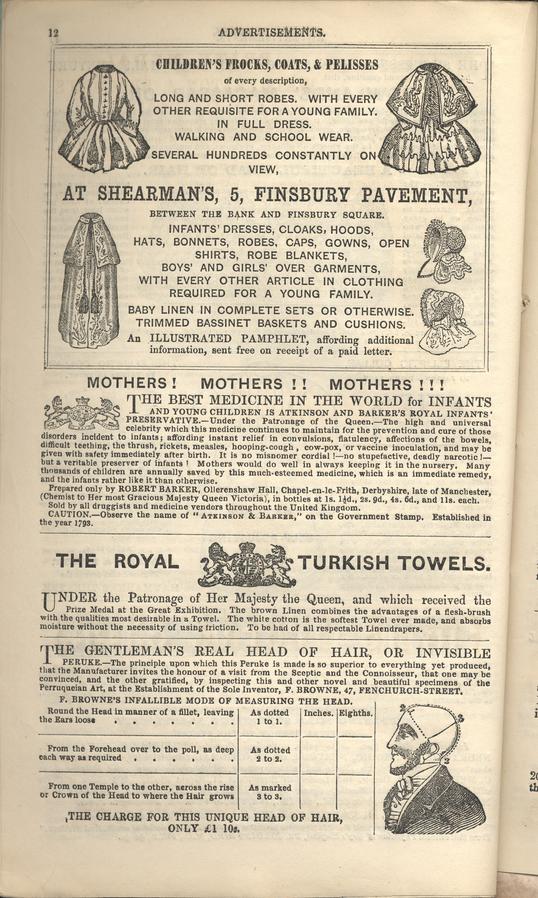 12 ADVERTISEMENTS.
CHILDREN'S FROCKS, COATS, & PELISSES
of every description,
LONG AND SHORT ROBES. WITH EVERY
OTHER REQUISITE FOR A YOUNG FAMILY.
IN FULL DRESS.
WALKING AND SCHOOL WEAR.
SEVERAL HUNDREDS CONSTANTLY ON
VIEW,
AT SHEARMAN'S, 5, FINSBURY PAVEMENT,
BETWEEN THE BANK AND FINSBURY SQUARE.
INFANTS' DRESSES, CLOAKS, HOODS,
HATS, BONNETS, ROBES, CAPS, GOWNS, OPEN
SHIRTS, ROBE BLANKETS,
BOYS' AND GIRLS' OVER GARMENTS,
WITH EVERY OTHER ARTICLE IN CLOTHING
REQUIRED FOR A YOUNG FAMILY.
BABY LINEN IN COMPLETE SETS OR OTHERWISE.
TRIMMED BASSINET BASKETS AND CUSHIONS.
An ILLUSTRATED PAMPHLET, affording additional
information, sent free on receipt of a paid letter.
MOTHERS! MOTHERS!! MOTHERS!!!
THE BEST MEDICINE IN THE WORLD for INFANTS
AND YOUNG CHILDREN IS ATKINSON AND BARKER'S ROYAL INFANTS'
PRESERVATIVE.—Under the Patronage of the Queen.—The high and universal
celebrity which this medicine continues to maintain for the prevention and cure of those
disorders incident to infants; affording instant relief in convulsions, flatulency, affections of the bowels,
difficult teething, the thrush, rickets, measles, hooping-cough, cow-pox, or vaccine inoculation, and may be
given with safety immediately after birth. It is no misnomer cordial!—no stupefactive, deadly narcotic!—
but a veritable preserver of infants! Mothers would do well in always keeping it in the nursery. Many
thousands of children are annually saved by this much-esteemed medicine, which is an immediate remedy,
and the infants rather like it than otherwise.
Prepared only by ROBERT BARKER, Ollerenshaw Hall, Chapel-en-le-Frith, Derbyshire, late of Manchester,
(Chemist to Her most Gracious Majesty Queen Victoria), in bottles at 1s. 1½d., 2s. 9d., 4s. 6d., and 11s. each.
Sold by all druggists and medicine vendors throughout the United Kingdom.
CAUTION.—Observe the name of "ATKINSON & BARKER," on the Government Stamp. Established in
the year 1793.
THE ROYAL TURKISH TOWELS.
UNDER the Patronage of Her Majesty the Queen, and which received the
Prize Medal at the Great Exhibition. The brown Linen combines the advantages of a flesh-brush
with the qualities most desirable in a Towel. The white cotton is the softest Towel ever made, and absorbs
moisture without the necessity of using friction. To be had of all respectable Linendrapers.
THE GENTLEMAN'S REAL HEAD OF HAIR, OR INVISIBLE
PERUKE.—The principle upon which this Peruke is made is so superior to everything yet produced,
that the Manufacturer invites the honour of a visit from the Sceptic and the Connoisseur, that one may be
convinced, and the other gratified, by inspecting this and other novel and beautiful specimens of the
Perruqueian Art, at the Establishment of the Sole Inventor, F. BROWNE, 47, FENCHURCH-STREET.
F. BROWNE'S INFALLIBLE MODE OF MEASURING THE HEAD.
Round the Head in manner of a fillet, leaving As dotted Inches. Eighths.
the Ears loose . . . . . . 1 to 1.
From the Forehead over to the poll, as deep As dotted
each way as required . . . . . 2 to 2.
From one Temple to the other, across the rise As marked
or Crown of the Head to where the Hair grows 3 to 3.
THE CHARGE FOR THIS UNIQUE HEAD OF HAIR,
ONLY £1 10s.